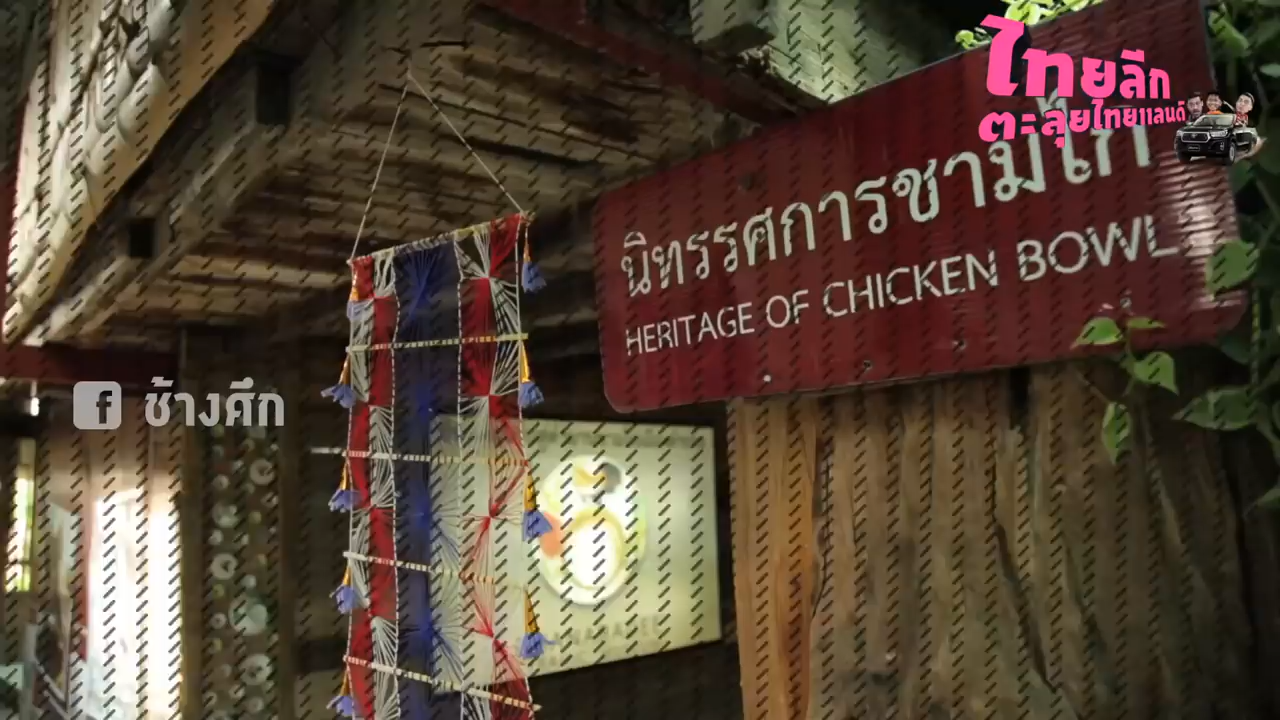 ไทยลีก
ตะลุยไทยแลนด์
นิทรรศการชามไก่
HERITAGE OF CHICKEN BOWL
ช้างศึก